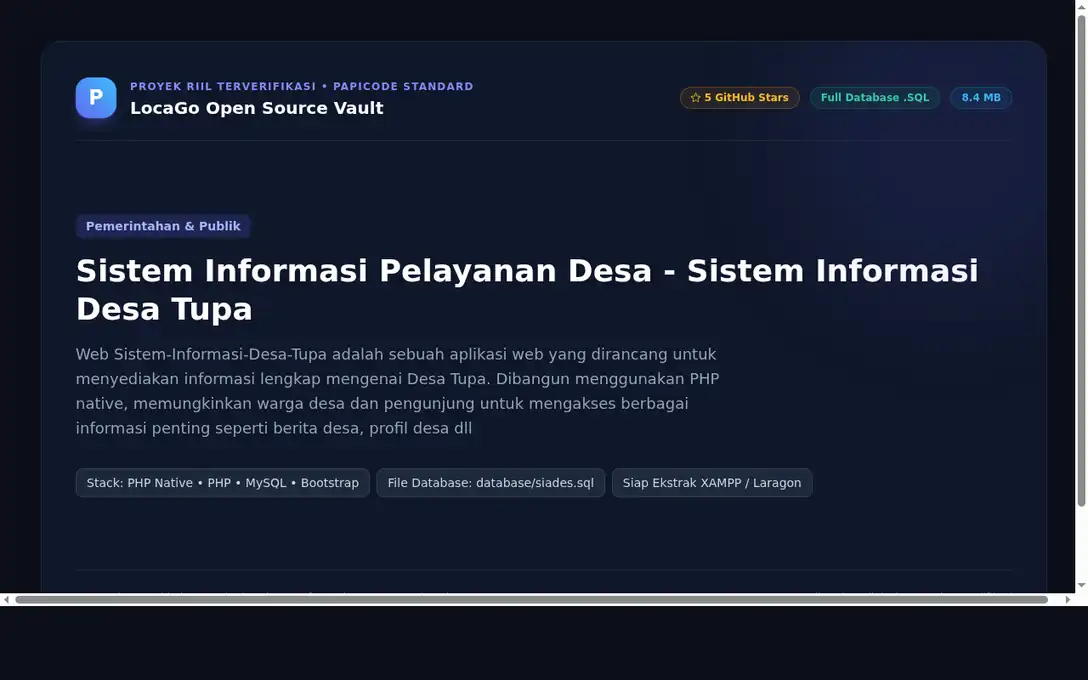 P
PROYEK RIIL TERVERIFIKASI • PAPICODE STANDARD
LocaGo Open Source Vault
☆ 5 GitHub Stars
Full Database .SQL
8.4 MB
Pemerintahan & Publik
Sistem Informasi Pelayanan Desa - Sistem Informasi
Desa Tupa
Web Sistem-Informasi-Desa-Tupa adalah sebuah aplikasi web yang dirancang untuk
menyediakan informasi lengkap mengenai Desa Tupa. Dibangun menggunakan PHP
native, memungkinkan warga desa dan pengunjung untuk mengakses berbagai
informasi penting seperti berita desa, profil desa dll
Stack: PHP Native • PHP • MySQL • Bootstrap
File Database: database/siades.sql
Siap Ekstrak XAMPP / Laragon